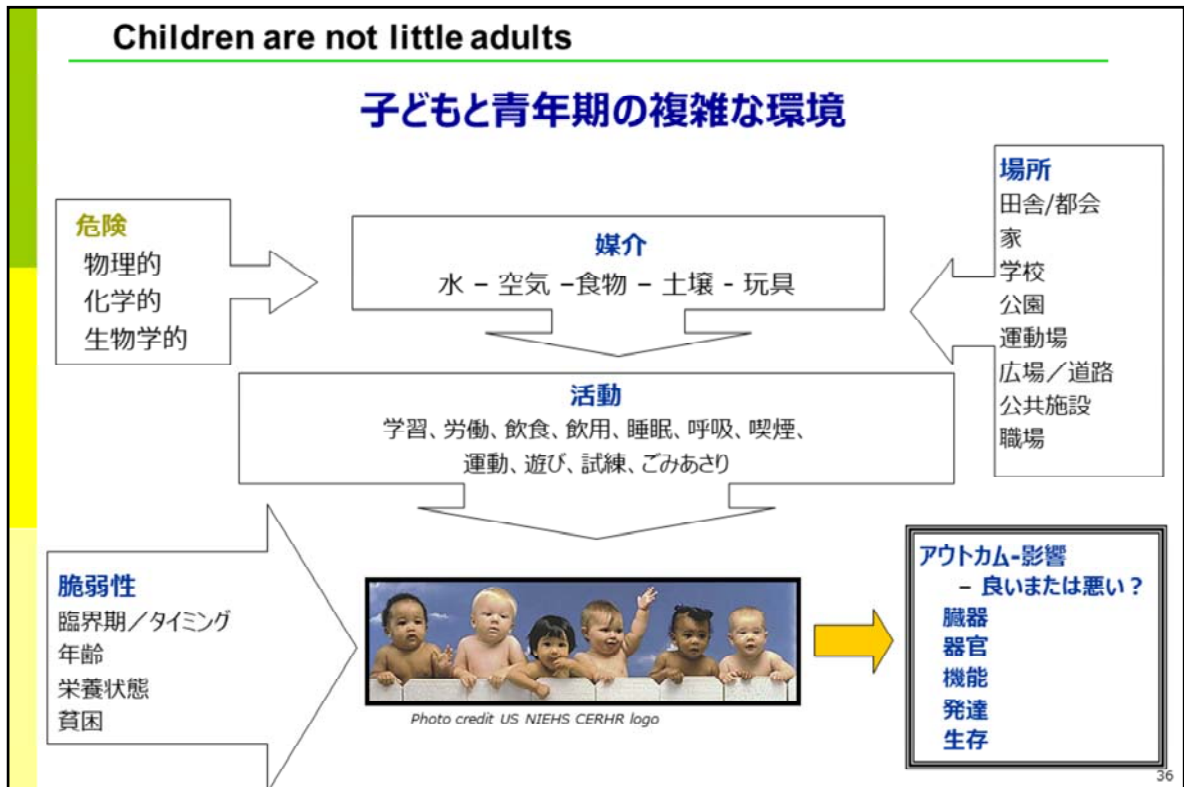 Children are not little adults
子どもと青年期の複雑な環境
危険
物理的
化学的
生物学的
媒介
水 – 空気 –食物 – 土壌 - 玩具
場所
田舎/都会
家
学校
公園
運動場
広場／道路
公共施設
職場
活動
学習、労働、飲食、飲用、睡眠、呼吸、喫煙、
運動、遊び、試練、ごみあさり
脆弱性
臨界期／タイミング
年齢
栄養状態
貧困
Photo credit US NIEHS CERHR logo
アウトカム-影響
– 良いまたは悪い？
臓器
器官
機能
発達
生存
36